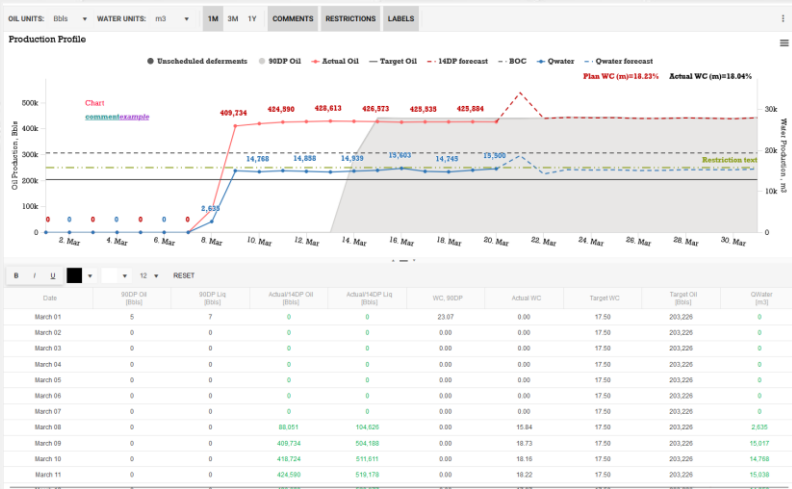 OIL UNITS: Bbls WATER UNITS: m3 1M 3M 1Y COMMENTS RESTRICTIONS LABELS
Production Profile
Unscheduled deferments 90DP Oil Actual Oil Target Oil 14DP forecast BOC Qwater Qwater forecast
Plan WC (m)=18.23% Actual WC (m)=18.04%
500k 400k 300k 200k 100k 0
Oil Production, Bbls
Chart
commentexample
409,734 424,590 428,613 426,573 425,535 425,884
14,768 14,858 14,939 15,603 14,745 15,500
0 0 0 0 0 0 0 2,635
Restriction text
30k 20k 10k 0
Water Production, m3
2. Mar 4. Mar 6. Mar 8. Mar 10. Mar 12. Mar 14. Mar 16. Mar 18. Mar 20. Mar 22. Mar 24. Mar 26. Mar 28. Mar 30. Mar
B I U 12 RESET
Date 90DP Oil [Bbls] 90DP Liq [Bbls] Actual/14DP Oil [Bbls] Actual/14DP Liq [Bbls] WC, 90DP Actual WC Target WC Target Oil [Bbls] QWater [m3]
March 01 5 7 0 0 23.07 0.00 17.50 203,226 0
March 02 0 0 0 0 0.00 0.00 17.50 203,226 0
March 03 0 0 0 0 0.00 0.00 17.50 203,226 0
March 04 0 0 0 0 0.00 0.00 17.50 203,226 0
March 05 0 0 0 0 0.00 0.00 17.50 203,226 0
March 06 0 0 0 0 0.00 0.00 17.50 203,226 0
March 07 0 0 0 0 0.00 0.00 17.50 203,226 0
March 08 0 0 88,051 104,626 0.00 15.84 17.50 203,226 2,635
March 09 0 0 409,734 504,188 0.00 18.73 17.50 203,226 15,017
March 10 0 0 418,724 511,611 0.00 18.16 17.50 203,226 14,768
March 11 0 0 424,590 519,178 0.00 18.22 17.50 203,226 15,038